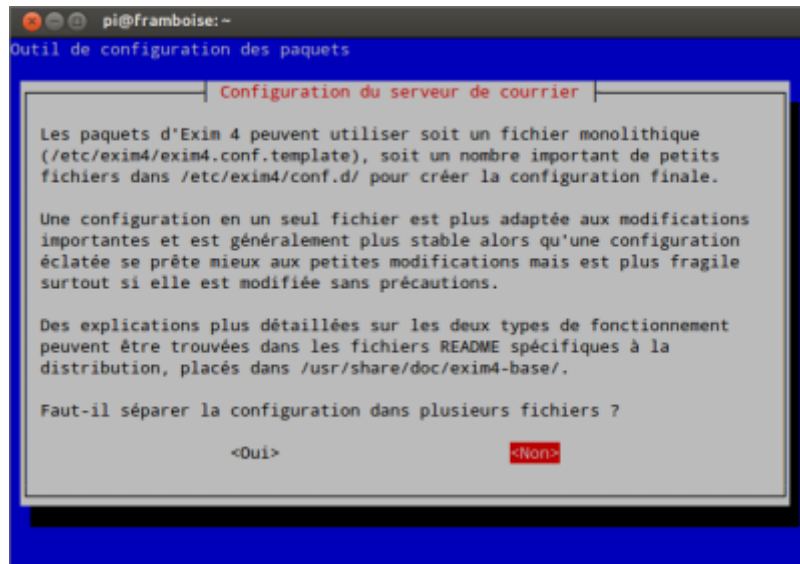 pi@framboise: ~
Outil de configuration des paquets
Configuration du serveur de courrier
Les paquets d'Exim 4 peuvent utiliser soit un fichier monolithique
(/etc/exim4/exim4.conf.template), soit un nombre important de petits
fichiers dans /etc/exim4/conf.d/ pour créer la configuration finale.
Une configuration en un seul fichier est plus adaptée aux modifications
importantes et est généralement plus stable alors qu'une configuration
éclatée se prête mieux aux petites modifications mais est plus fragile
surtout si elle est modifiée sans précautions.
Des explications plus détaillées sur les deux types de fonctionnement
peuvent être trouvées dans les fichiers README spécifiques à la
distribution, placés dans /usr/share/doc/exim4-base/.
Faut-il séparer la configuration dans plusieurs fichiers ?
<Oui> <Non>